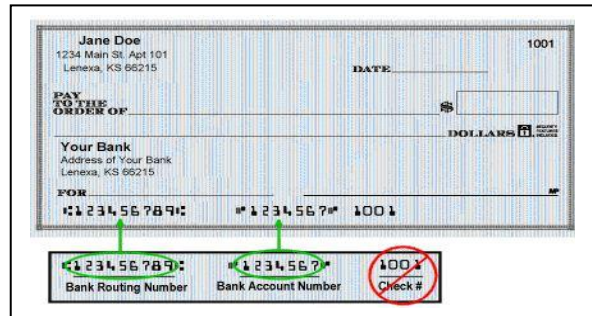 Jane Doe 1001
1234 Main St. Apt 101
Lenexa, KS 66215
DATE
PAY
TO THE
ORDER OF $
DOLLARS
Your Bank
Address of Your Bank
Lenexa, KS 66215
FOR MP
⑆123456789⑆ ⑈1234567⑈ 1001
⑆123456789⑆ ⑈1234567⑈ 1001
Bank Routing Number Bank Account Number Check #